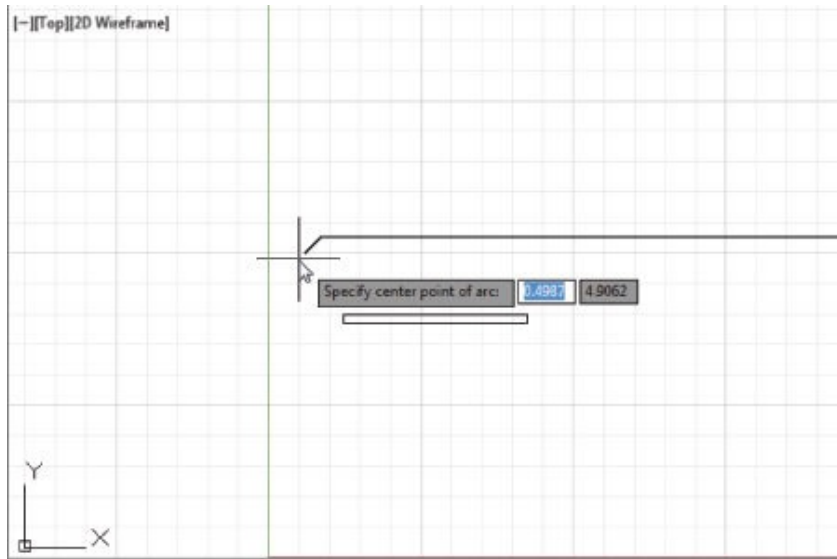 [−][Top][2D Wireframe]
Specify center point of arc: 0.4987 4.9062
Y
X